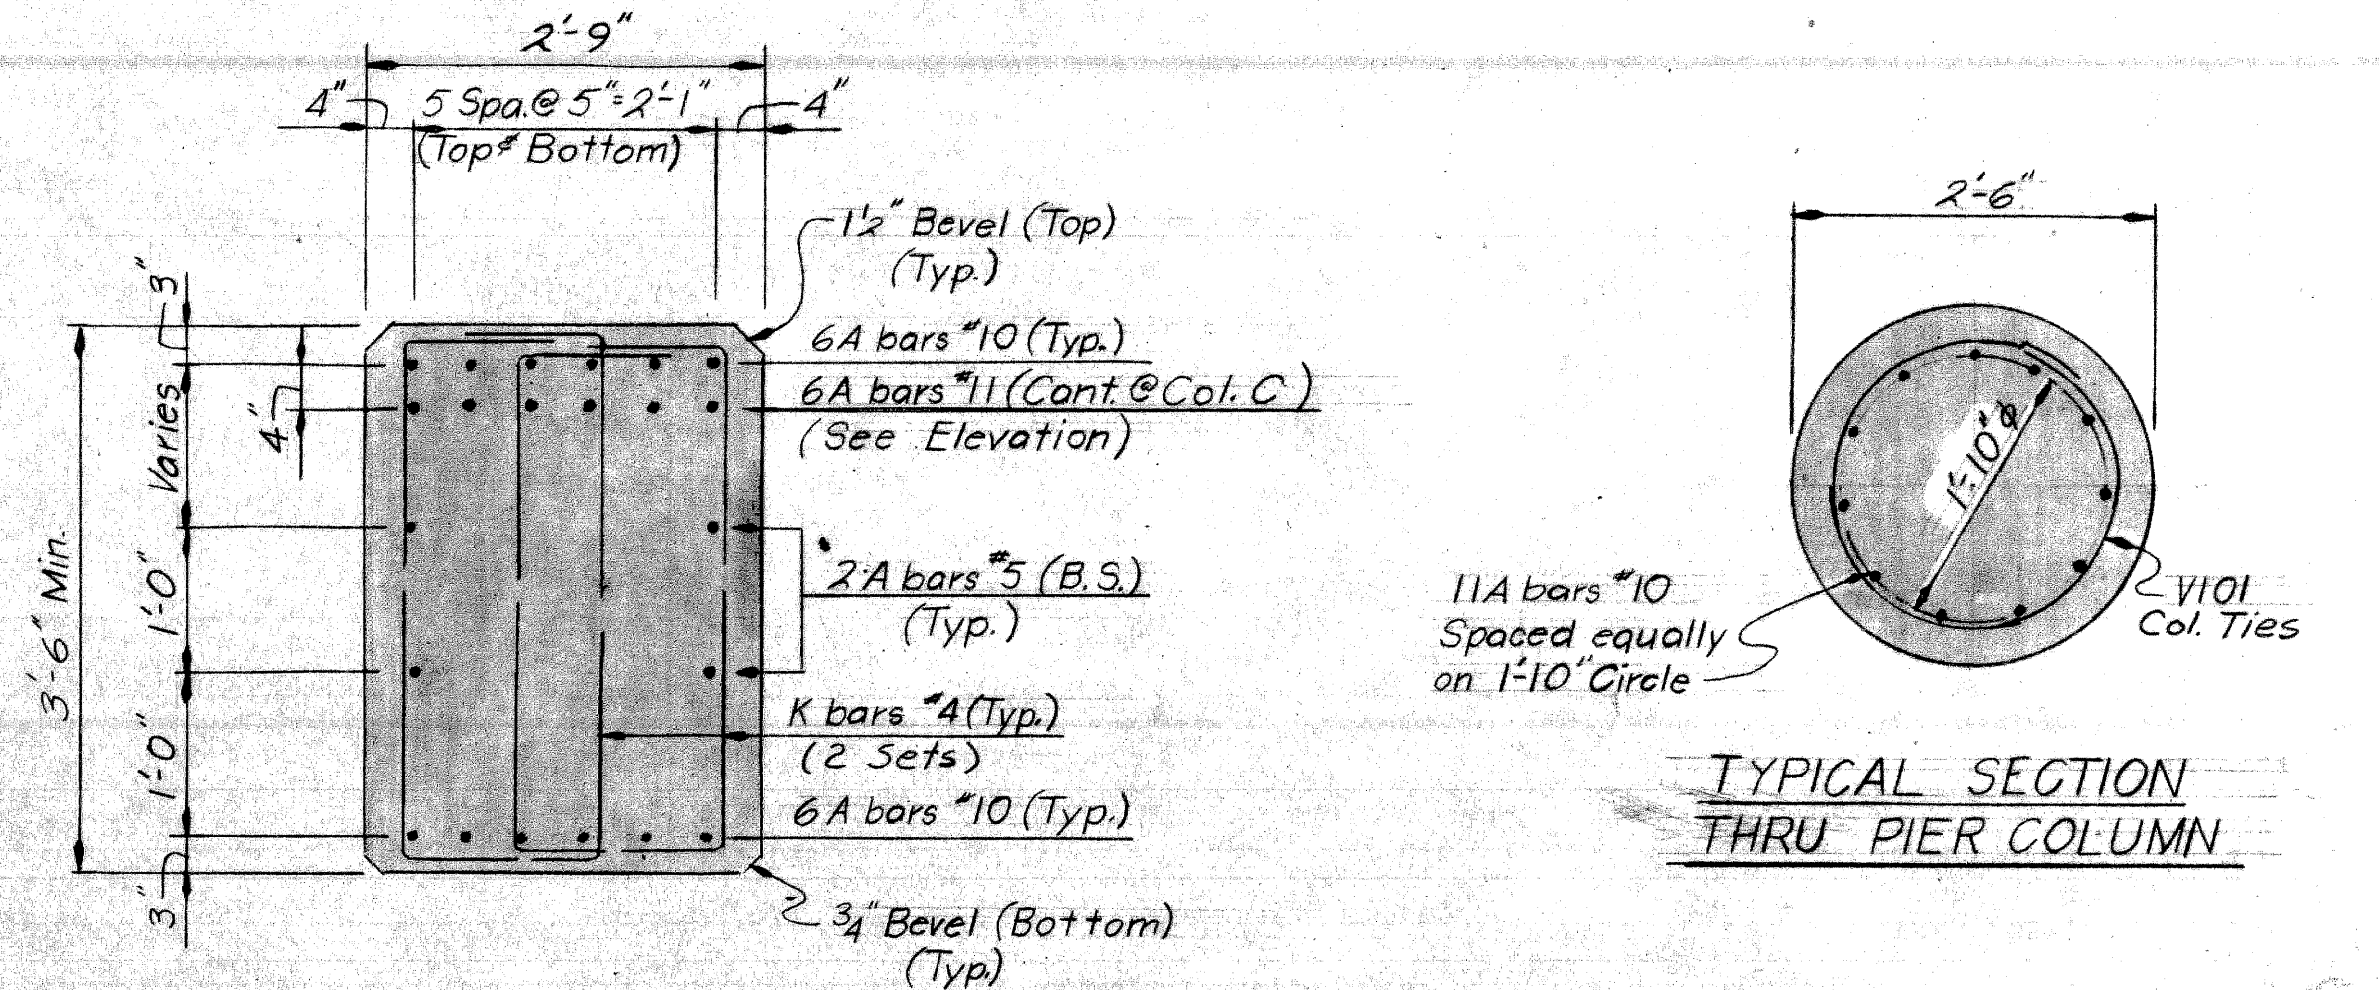 2'-9"
4"
5 Spa.@ 5"=2'-1"
4"
(Top & Bottom)
1½" Bevel (Top)
(Typ.)
3"
6A bars #10 (Typ.)
6A bars #11 (Cont. @ Col. C)
(See Elevation)
4"
Varies
3'-6" Min.
1'-0"
2-A bars #5 (B.S.)
(Typ.)
1'-0"
K bars #4 (Typ.)
(2 Sets)
6A bars #10 (Typ.)
3"
¾" Bevel (Bottom)
(Typ.)
2'-6"
1'-10" ϕ
11A bars #10
Spaced equally
on 1'-10" Circle
V101
Col. Ties
TYPICAL SECTION
THRU PIER COLUMN